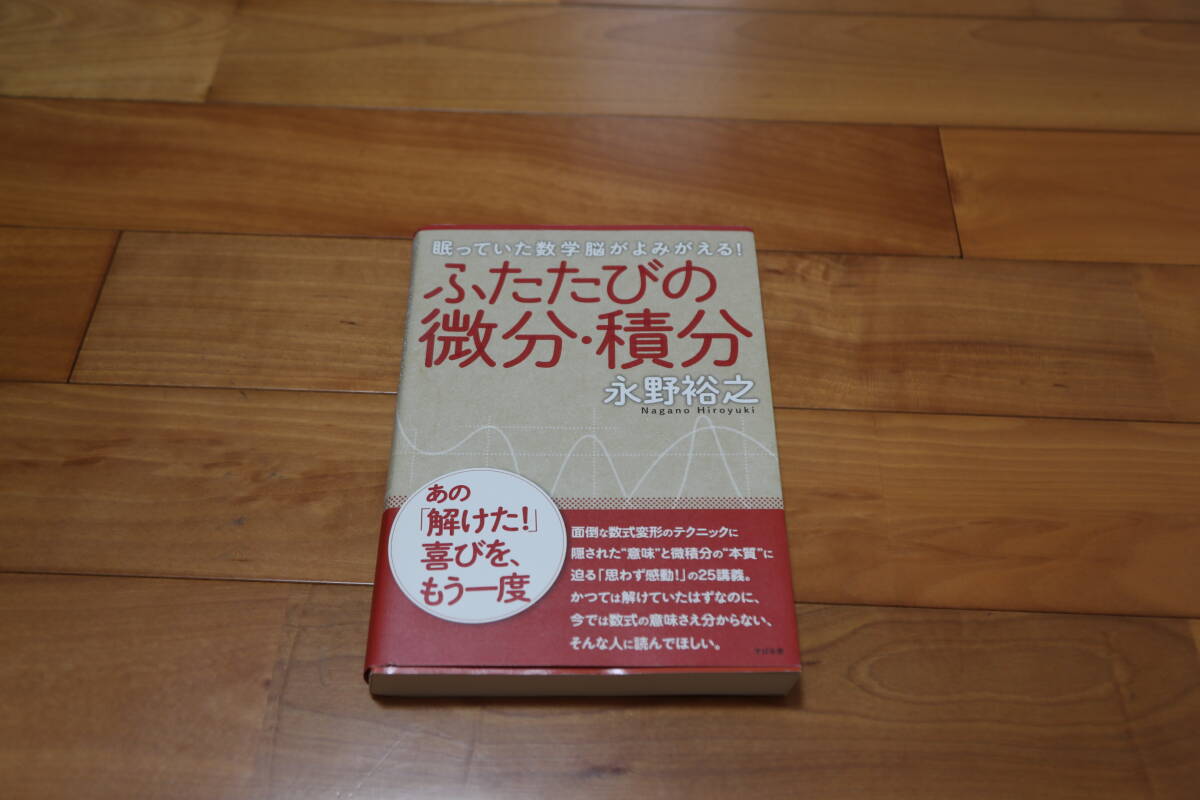 眠っていた数学脳がよみがえる!
ふたたびの
微分・積分
永野裕之
Nagano Hiroyuki
あの
「解けた!」
喜びを、
もう一度
面倒な数式変形のテクニックに
隠された“意味”と微積分の“本質”に
迫る「思わず感動!」の25講義。
かつては解けていたはずなのに、
今では数式の意味さえ分からない、
そんな人に読んでほしい。
すばる舎